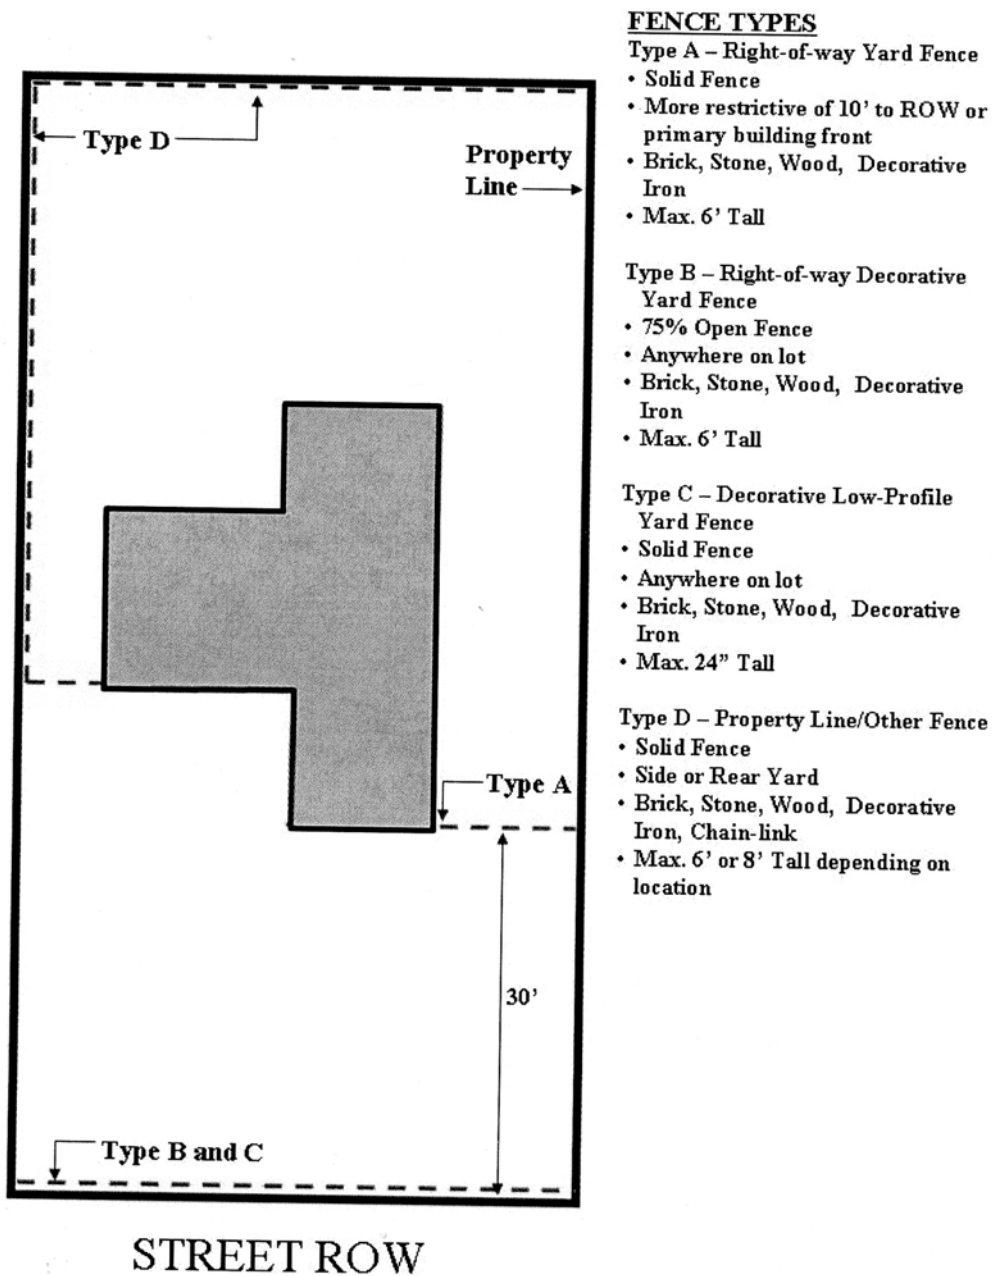 FENCE TYPES
Type A – Right-of-way Yard Fence
• Solid Fence
• More restrictive of 10’ to ROW or
primary building front
• Brick, Stone, Wood, Decorative
Iron
• Max. 6’ Tall
Type B – Right-of-way Decorative
Yard Fence
• 75% Open Fence
• Anywhere on lot
• Brick, Stone, Wood, Decorative
Iron
• Max. 6’ Tall
Type C – Decorative Low-Profile
Yard Fence
• Solid Fence
• Anywhere on lot
• Brick, Stone, Wood, Decorative
Iron
• Max. 24” Tall
Type D – Property Line/Other Fence
• Solid Fence
• Side or Rear Yard
• Brick, Stone, Wood, Decorative
Iron, Chain-link
• Max. 6’ or 8’ Tall depending on
location
Type D
Property
Line
Type A
30’
Type B and C
STREET ROW